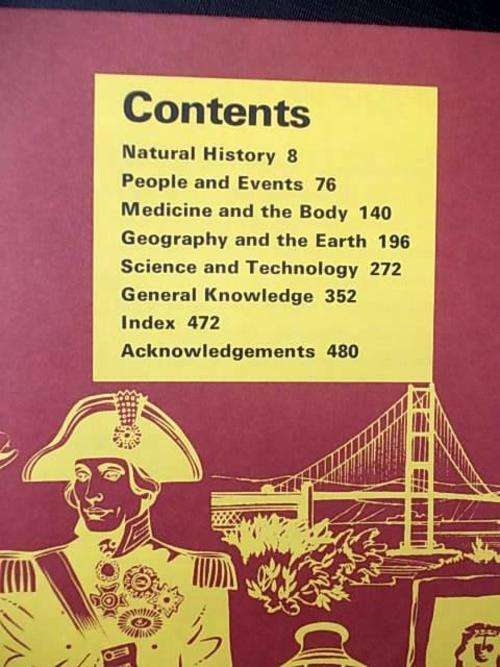 Contents
Natural History 8
People and Events 76
Medicine and the Body 140
Geography and the Earth 196
Science and Technology 272
General Knowledge 352
Index 472
Acknowledgements 480